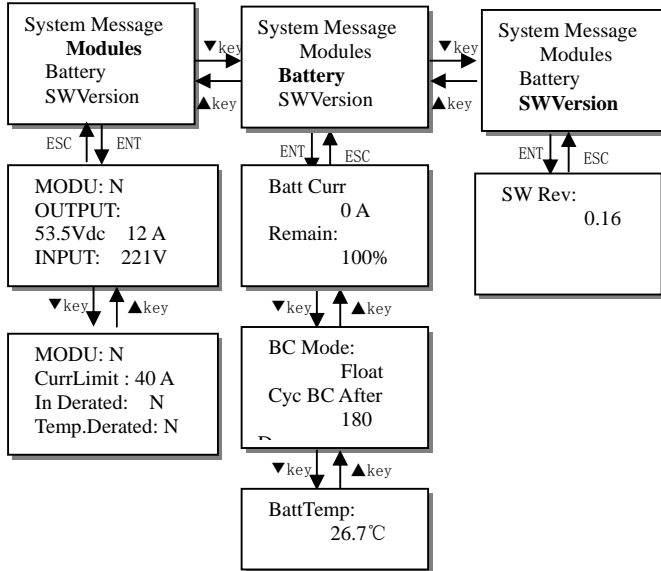 System Message
Modules
Battery
SWVersion
▼key
▲key
System Message
Modules
Battery
SWVersion
▼key
▲key
System Message
Modules
Battery
SWVersion
ESC
ENT
ENT
ESC
ENT
ESC
MODU: N
OUTPUT:
53.5Vdc 12 A
INPUT: 221V
Batt Curr
0 A
Remain:
100%
SW Rev:
0.16
▼key
▲key
▼key
▲key
MODU: N
CurrLimit : 40 A
In Derated: N
Temp.Derated: N
BC Mode:
Float
Cyc BC After
180
▼key
▲key
BattTemp:
26.7℃